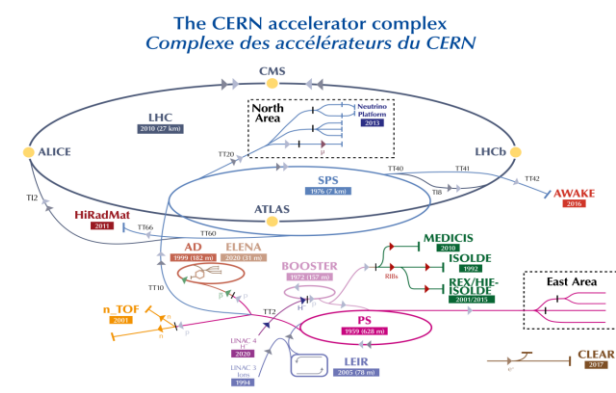 The CERN accelerator complex
Complexe des accélérateurs du CERN
CMS
LHC
2010 (27 km)
North
Area
Neutrino
Platform
2013
ALICE
TT20
LHCb
TT40
TT41
SPS
1976 (7 km)
TI8
TT42
AWAKE
2016
TI2
HiRadMat
2011
TT66
ATLAS
TT60
AD
1999 (182 m)
ELENA
2020 (31 m)
TT10
BOOSTER
1972 (157 m)
MEDICIS
2010
ISOLDE
1992
RIBs
REX/HIE-
ISOLDE
2001/2015
East Area
n_TOF
2001
n
n
p
p
TT2
H-
p
PS
1959 (628 m)
LINAC 4
H-
2020
LINAC 3
Ions
1994
LEIR
2005 (78 m)
e-
CLEAR
2017